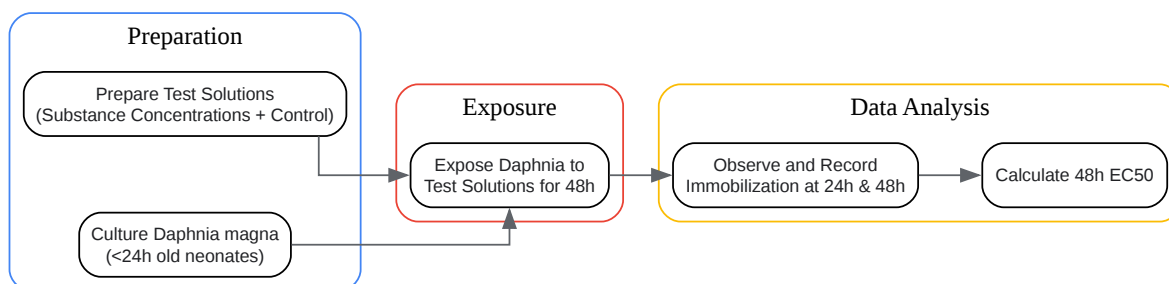 Preparation
Prepare Test Solutions
(Substance Concentrations + Control)
Culture Daphnia magna
(<24h old neonates)
Exposure
Expose Daphnia to
Test Solutions for 48h
Data Analysis
Observe and Record
Immobilization at 24h & 48h
Calculate 48h EC50